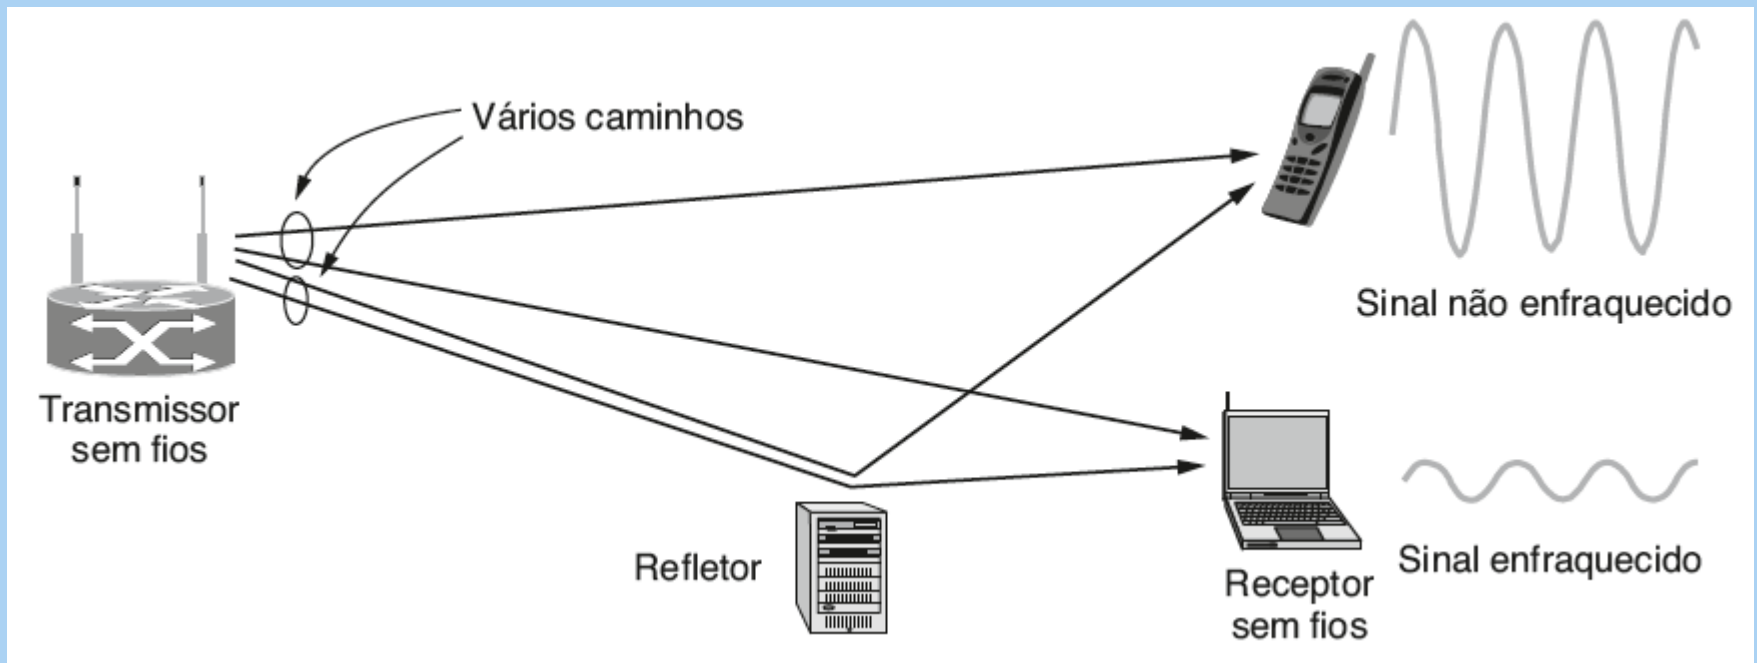 Vários caminhos
Sinal não enfraquecido
Transmissor
sem fios
Refletor
Receptor
sem fios
Sinal enfraquecido